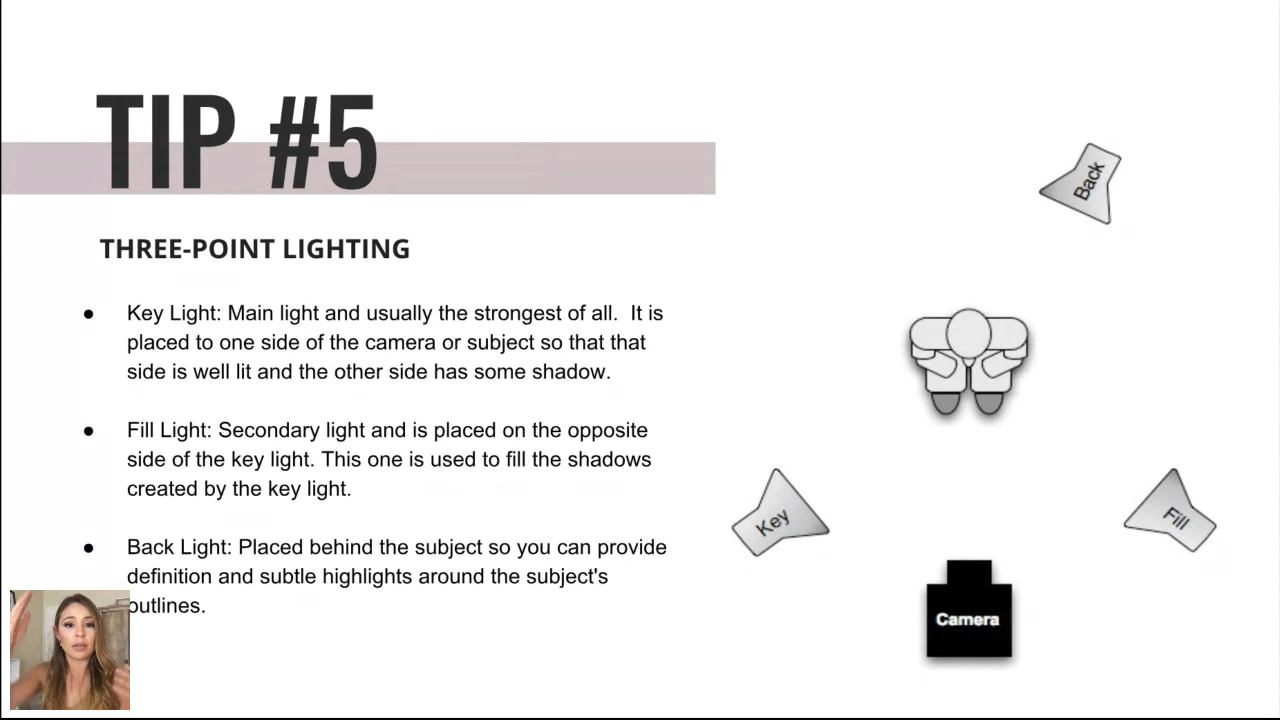 TIP #5
THREE-POINT LIGHTING
● Key Light: Main light and usually the strongest of all.  It is
placed to one side of the camera or subject so that that
side is well lit and the other side has some shadow.
● Fill Light: Secondary light and is placed on the opposite
side of the key light. This one is used to fill the shadows
created by the key light.
● Back Light: Placed behind the subject so you can provide
definition and subtle highlights around the subject's
outlines.
Back
Key
Fill
Camera